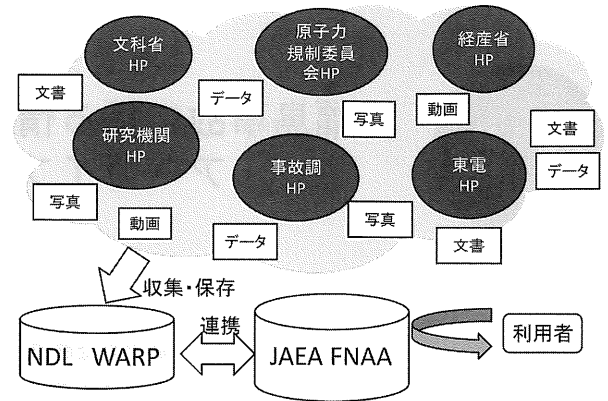 文科省
HP
原子力
規制委員
会HP
経産省
HP
文書
データ
写真
動画
文書
研究機関
HP
事故調
HP
東電
HP
データ
写真
動画
データ
写真
文書
収集・保存
連携
NDL WARP
JAEA FNAA
利用者